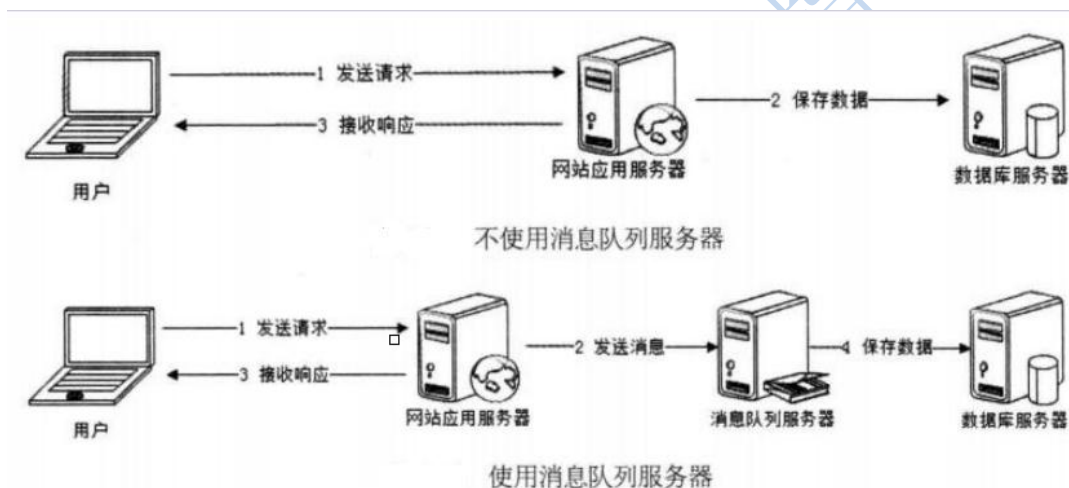 1 发送请求
2 保存数据
3 接收响应
用户
网站应用服务器
数据库服务器
不使用消息队列服务器
1 发送请求
2 发送消息
4 保存数据
3 接收响应
用户
网站应用服务器
消息队列服务器
数据库服务器
使用消息队列服务器